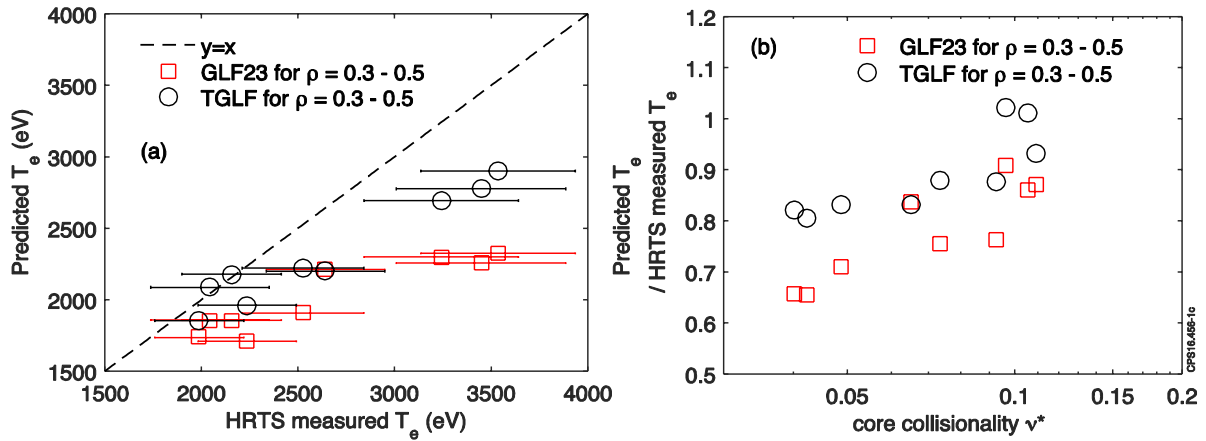 4000
3500
3000
2500
2000
1500
1500
2000
2500
3000
3500
4000
Predicted T_e (eV)
HRTS measured T_e (eV)
y=x
GLF23 for ρ = 0.3 - 0.5
TGLF for ρ = 0.3 - 0.5
(a)
1.2
1.1
1
0.9
0.8
0.7
0.6
0.5
0.05
0.1
0.15
0.2
Predicted T_e
/ HRTS measured T_e
core collisionality ν*
(b)
GLF23 for ρ = 0.3 - 0.5
TGLF for ρ = 0.3 - 0.5
CPS16.456-1c